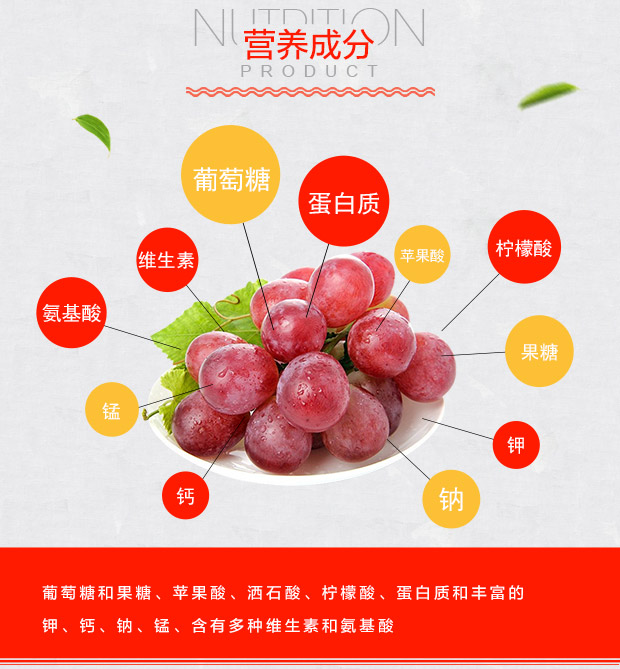 NUTRITION
营养成分
PRODUCT
葡萄糖
蛋白质
维生素
苹果酸
柠檬酸
氨基酸
果糖
锰
钾
钙
钠
葡萄糖和果糖、苹果酸、洒石酸、柠檬酸、蛋白质和丰富的
钾、钙、钠、锰、含有多种维生素和氨基酸